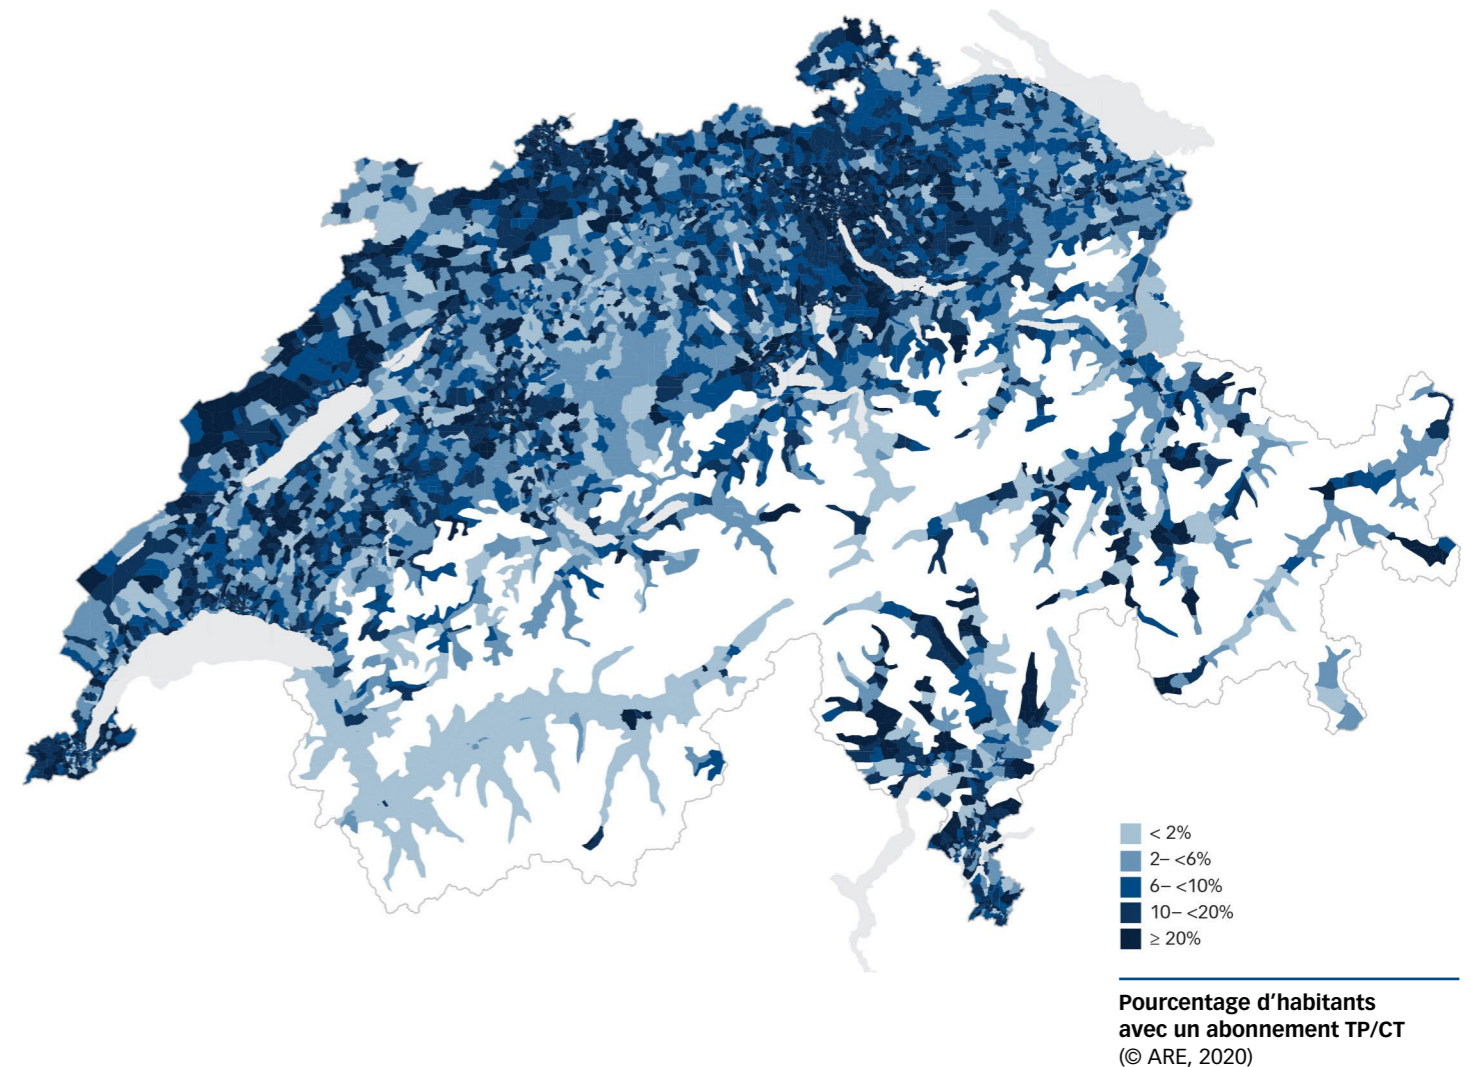 < 2%
2– <6%
6– <10%
10– <20%
≥ 20%
Pourcentage d’habitants
avec un abonnement TP/CT
(© ARE, 2020)